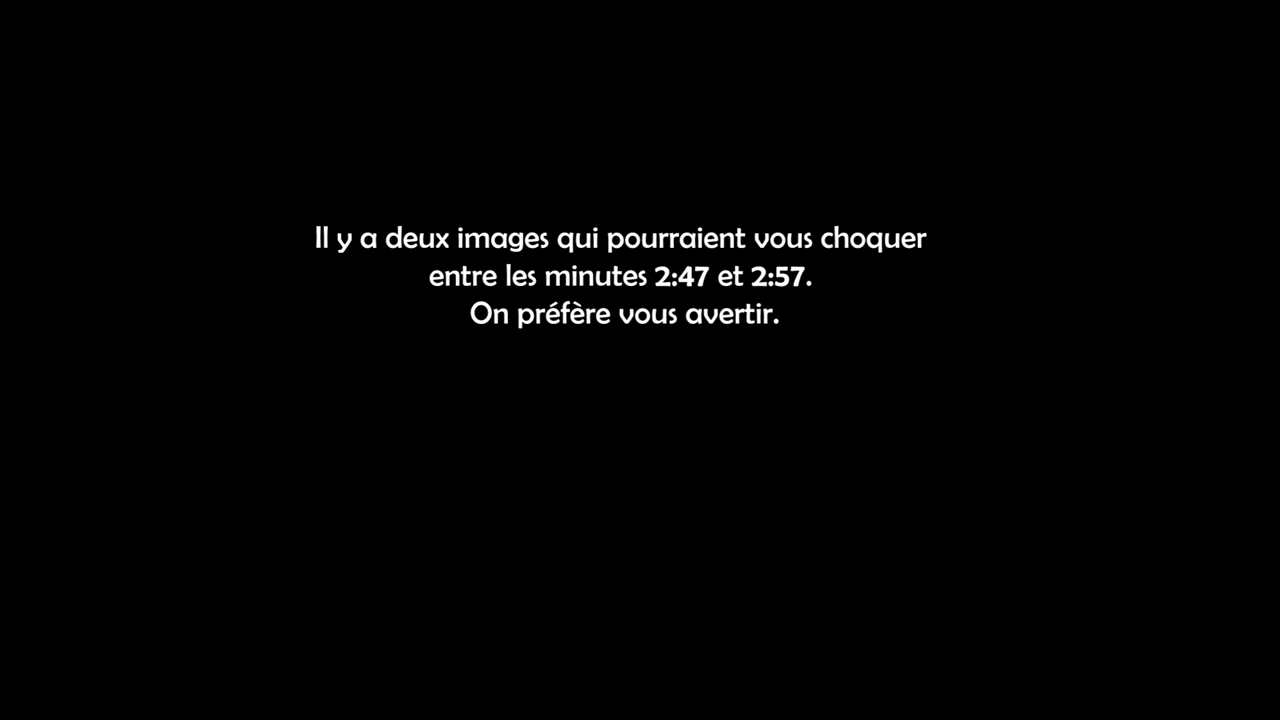 Il y a deux images qui pourraient vous choquer
entre les minutes 2:47 et 2:57.
On préfère vous avertir.